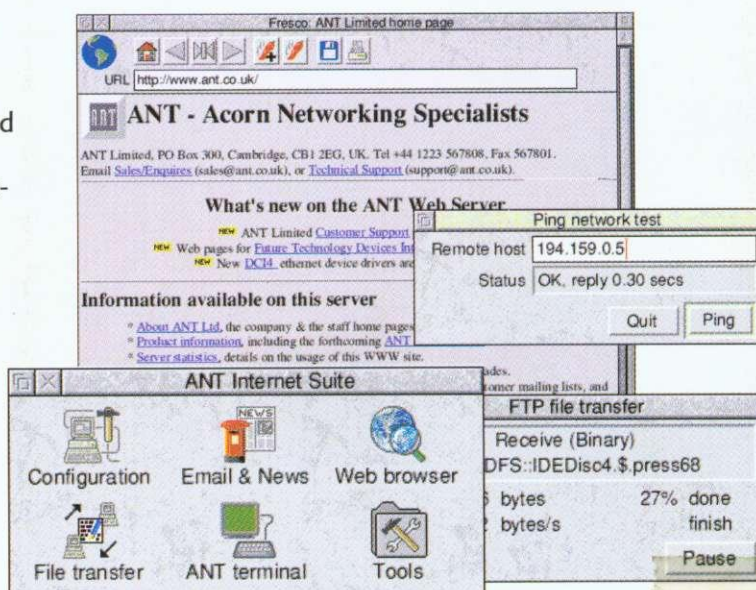 Fresco: ANT Limited home page
URL http://www.ant.co.uk/
ANT - Acorn Networking Specialists
ANT Limited, PO Box 300, Cambridge, CB1 2EG, UK. Tel +44 1223 567808, Fax 567801.
Email Sales/Enquires (sales@ant.co.uk), or Technical Support (support@ant.co.uk).
What's new on the ANT Web Server
NEW ANT Limited Customer Support
NEW Web pages for Future Technology Devices Int
NEW New DCI4 ethernet device drivers are
Information available on this server
* About ANT Ltd, the company & the staff home pages
* Product information, including the forthcoming ANT
* Server statistics, details on the usage of this WWW site.
ades.
tomer mailing lists, and
Ping network test
Remote host 194.159.0.5
Status OK, reply 0.30 secs
Quit Ping
ANT Internet Suite
NEWS
Configuration Email & News Web browser
File transfer ANT terminal Tools
FTP file transfer
Receive (Binary)
DFS::IDEDisc4.$.press68
bytes 27% done
bytes/s finish
Pause
d
-